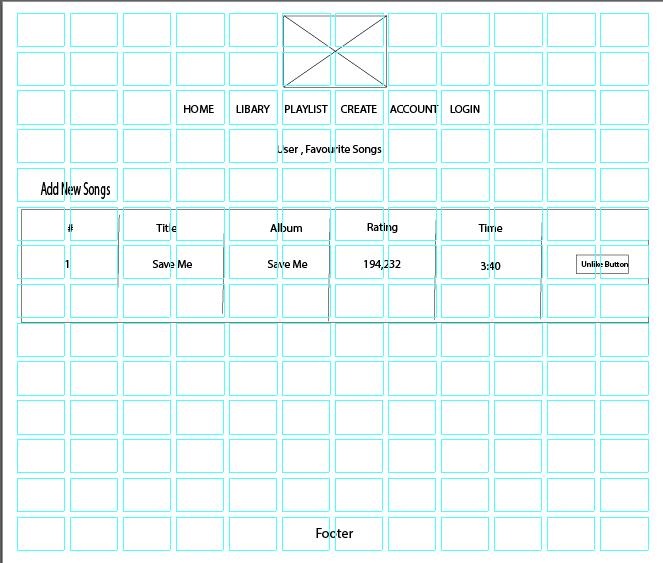 HOME LIBARY PLAYLIST CREATE ACCOUNT LOGIN
User , Favourite Songs
Add New Songs
# Title Album Rating Time
1 Save Me Save Me 194,232 3:40 Unlike Button
Footer